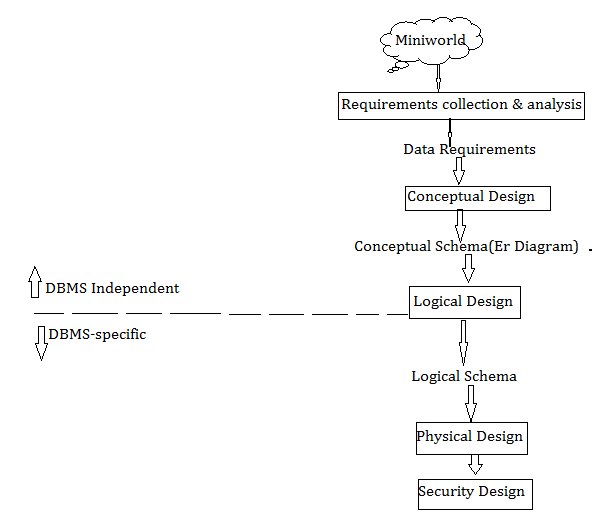 Miniworld
Requirements collection & analysis
Data Requirements
Conceptual Design
Conceptual Schema(Er Diagram) .
DBMS Independent
Logical Design
DBMS-specific
Logical Schema
Physical Design
Security Design